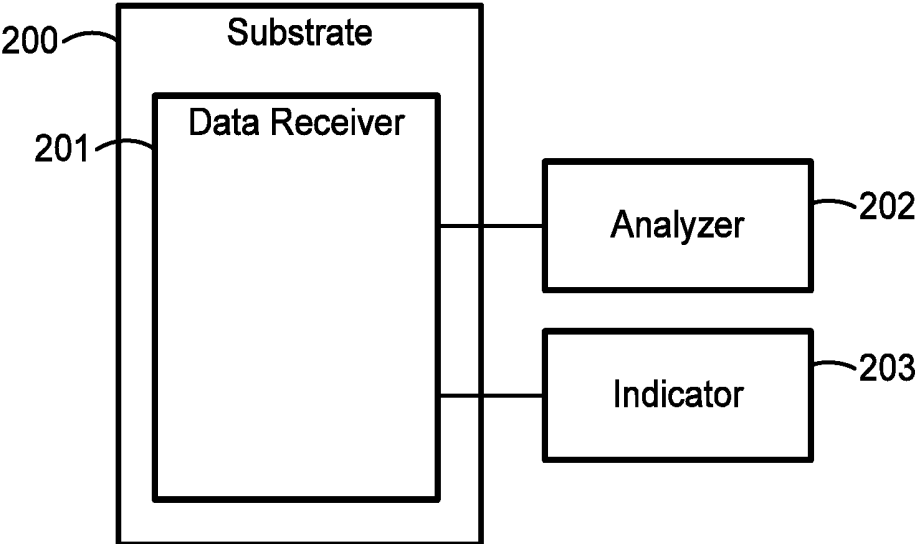 200
Substrate
201
Data Receiver
Analyzer
202
Indicator
203